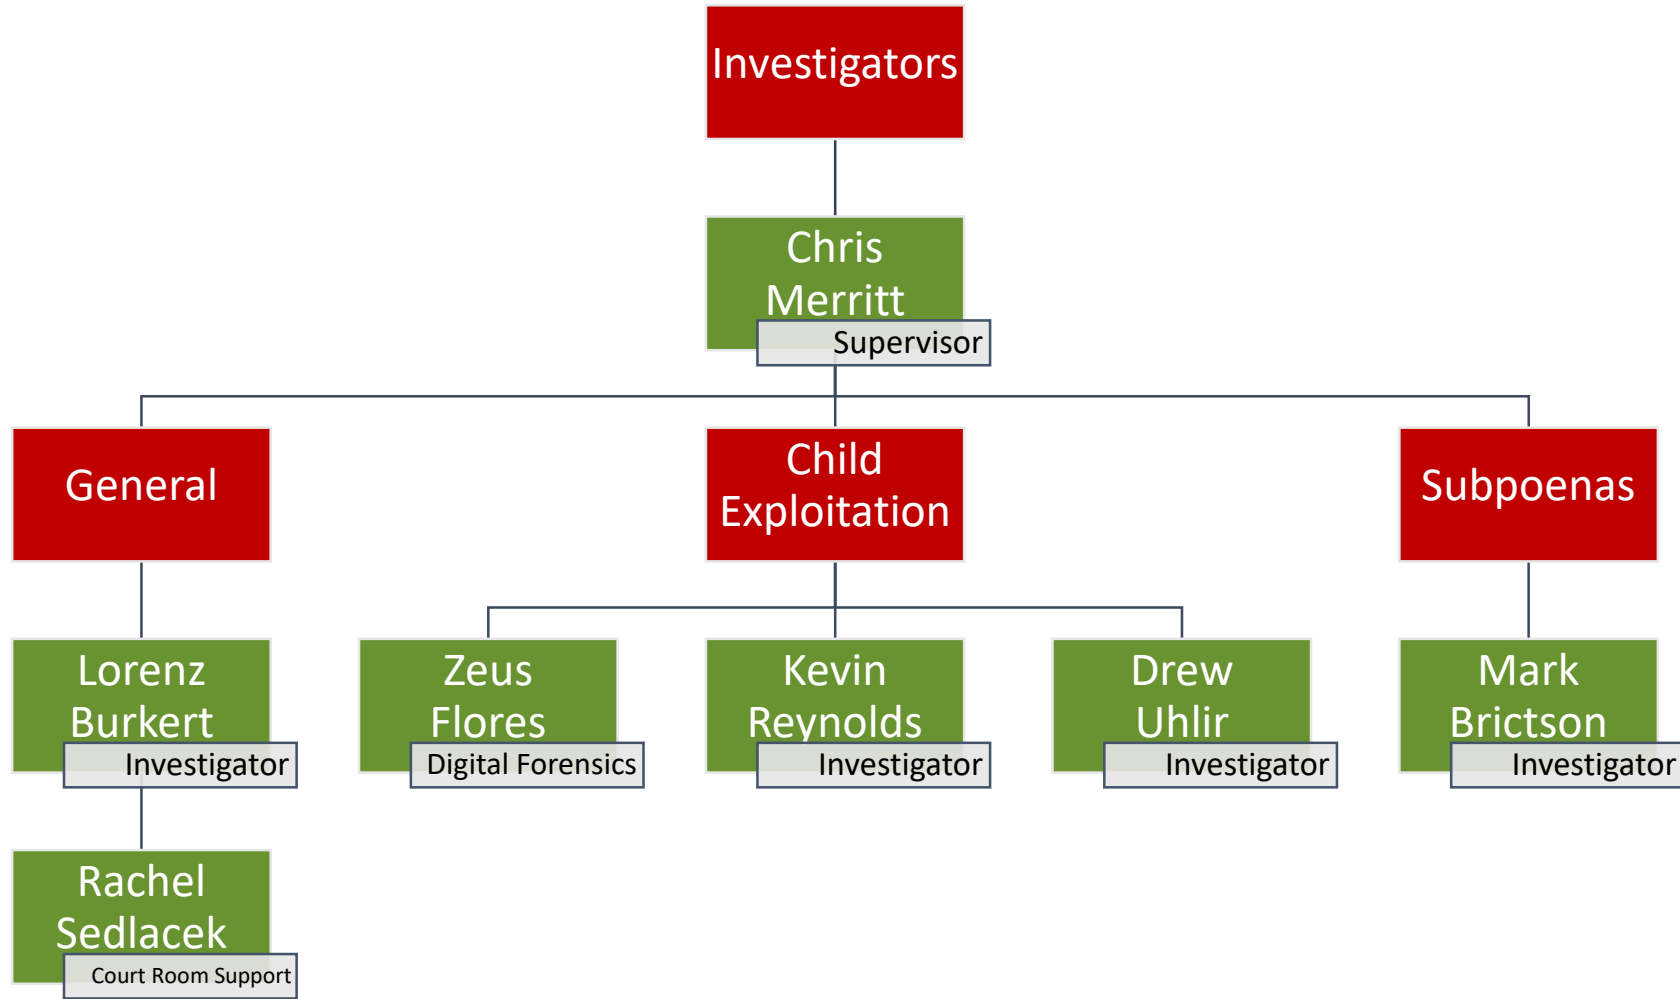 Investigators
Chris
Merritt
Supervisor
General
Child
Exploitation
Subpoenas
Lorenz
Burkert
Investigator
Zeus
Flores
Digital Forensics
Kevin
Reynolds
Investigator
Drew
Uhlir
Investigator
Mark
Brictson
Investigator
Rachel
Sedlacek
Court Room Support